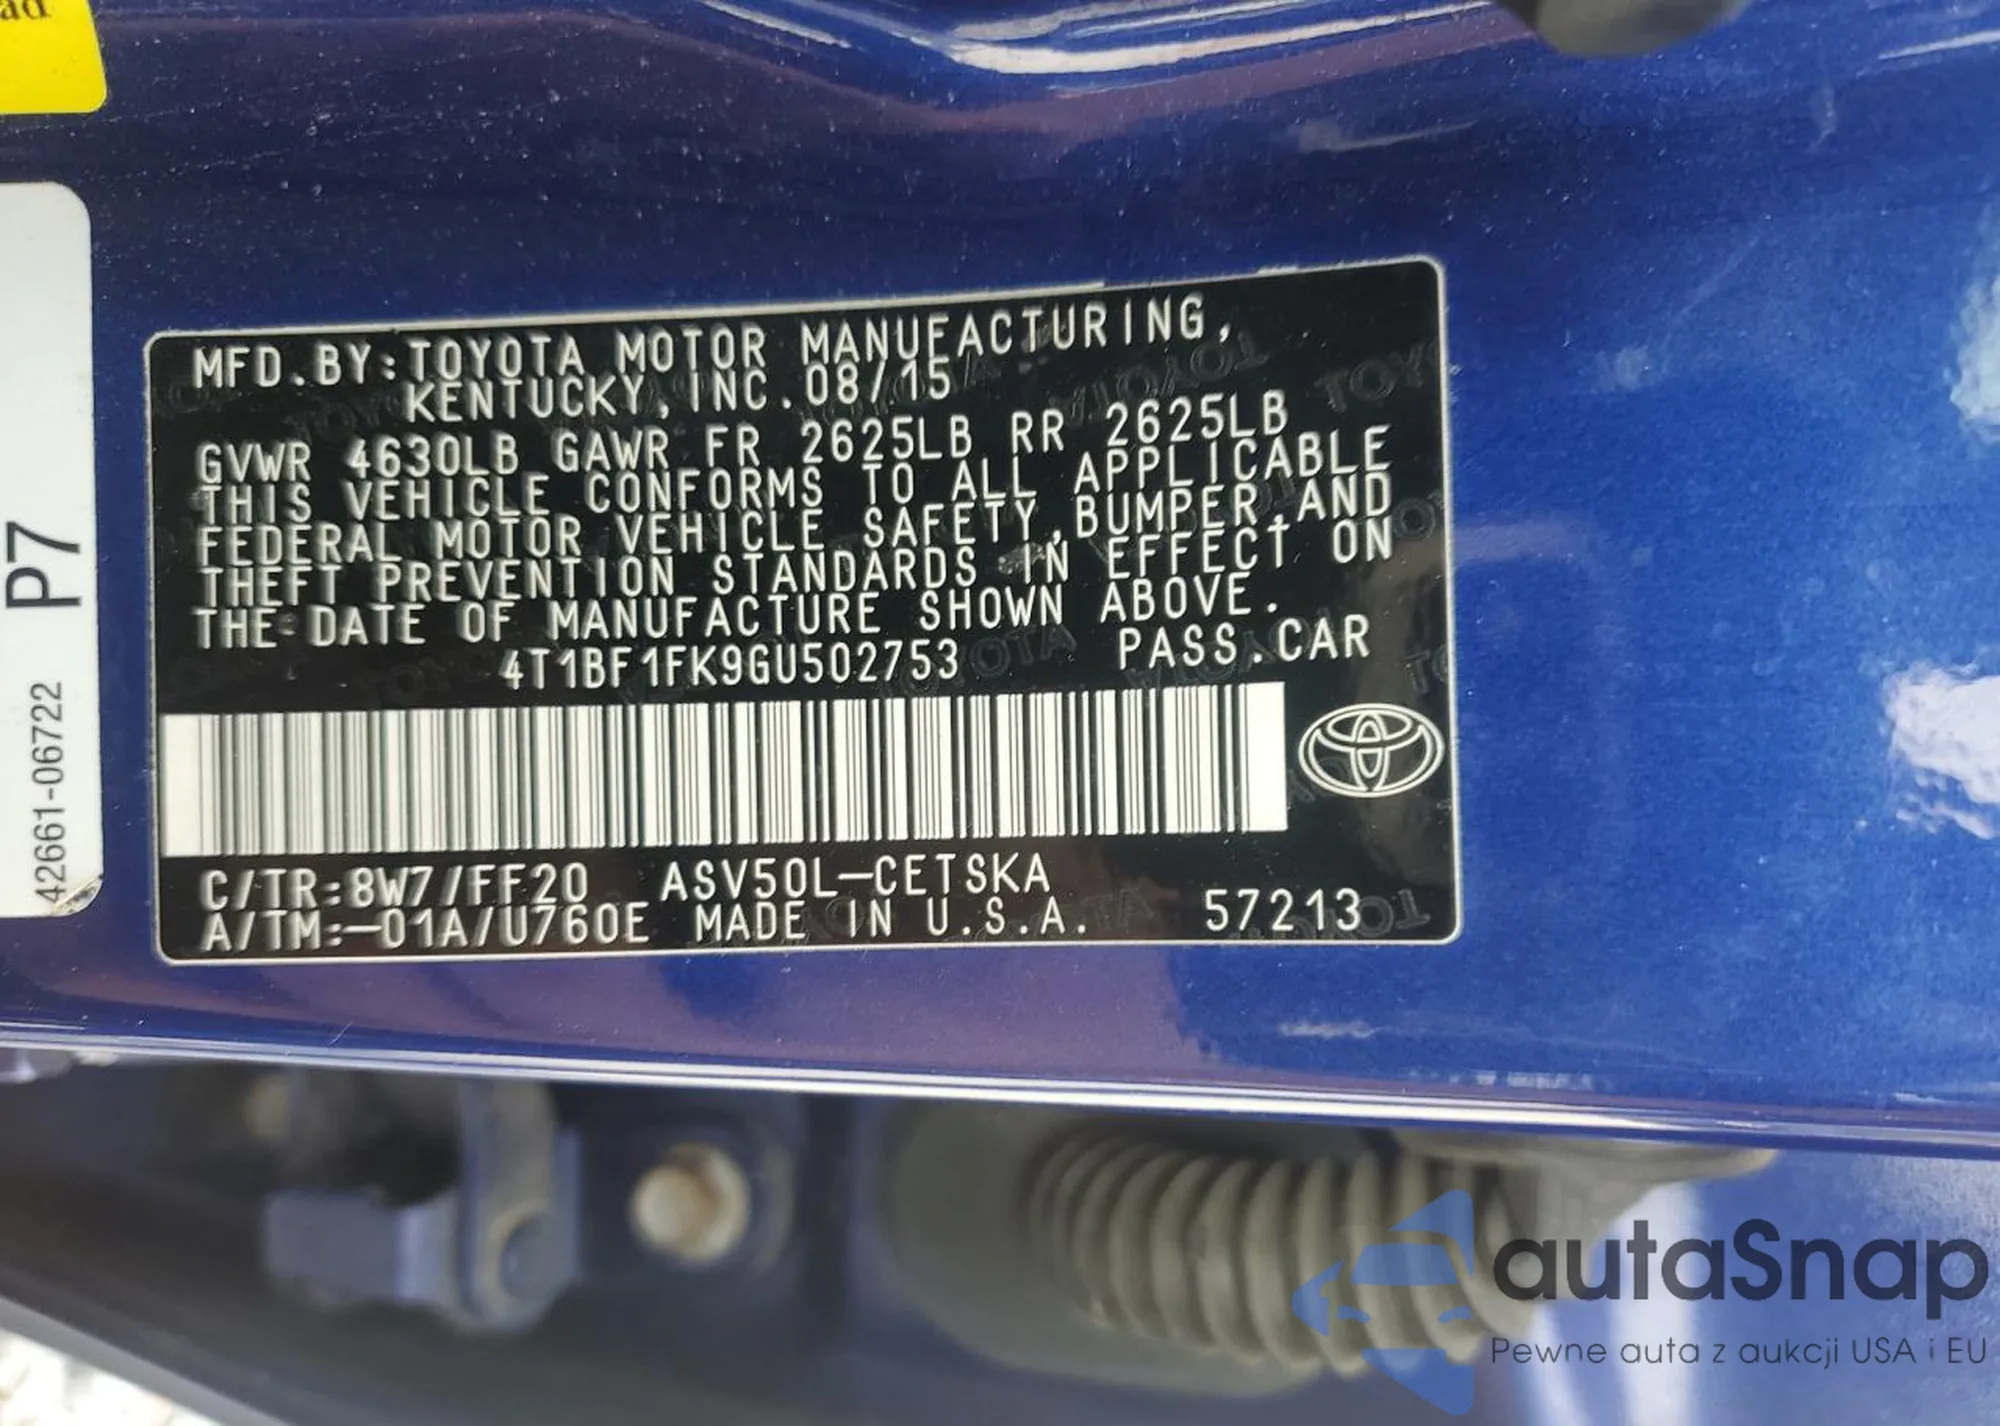 ad
P7
42661-06722
MFD.BY:TOYOTA MOTOR MANUFACTURING,
KENTUCKY, INC.08/15
GVWR 4630LB GAWR FR 2625LB RR 2625LB
THIS VEHICLE CONFORMS TO ALL APPLICABLE
FEDERAL MOTOR VEHICLE SAFETY,BUMPER,AND
THEFT PREVENTION STANDARDS IN EFFECT ON
THE DATE OF MANUFACTURE SHOWN ABOVE.
4T1BF1FK9GU502753 PASS.CAR
C/TR:8W7/FF20 ASV50L-CETSKA
A/TM:-01A/U760E MADE IN U.S.A. 57213
autaSnap
Pewne auta z aukcji USA i EU